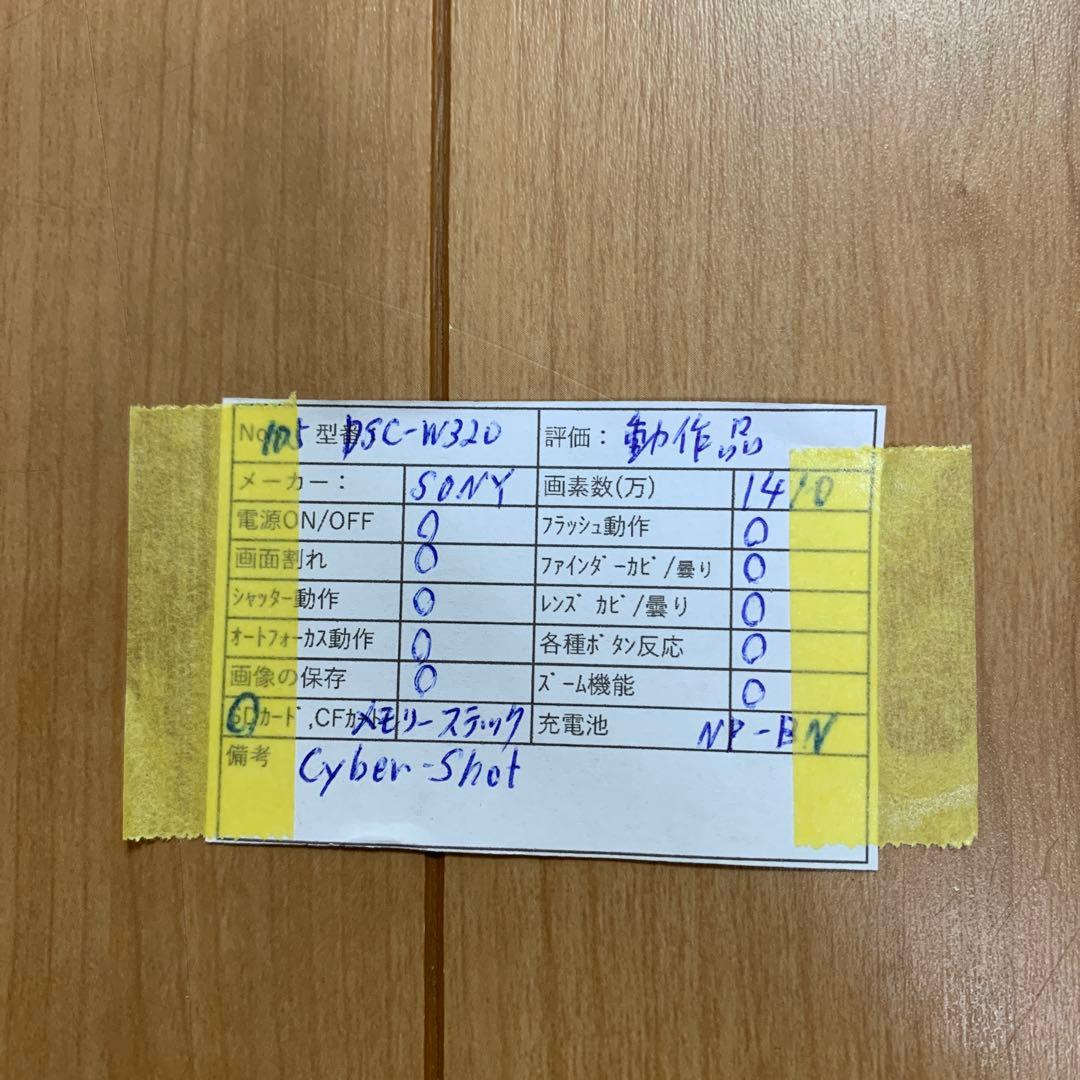 No 105 型番 DSC-W320 評価： 動作品
メーカー： SONY 画素数(万) 1410
電源ON/OFF 0 ﾌﾗｯｼｭ動作 0
画面割れ 0 ﾌｧｲﾝﾀﾞｰｶﾋﾞ/曇り 0
ｼｬｯﾀｰ動作 0 ﾚﾝｽﾞ ｶﾋﾞ/曇り 0
ｵｰﾄﾌｫｰｶｽ動作 0 各種ﾎﾞﾀﾝ反応 0
画像の保存 0 ｽﾞｰﾑ機能 0
SDｶｰﾄﾞ,CFｶｰﾄﾞ メモリースティック 充電池 NP-BN
備考 Cyber-Shot